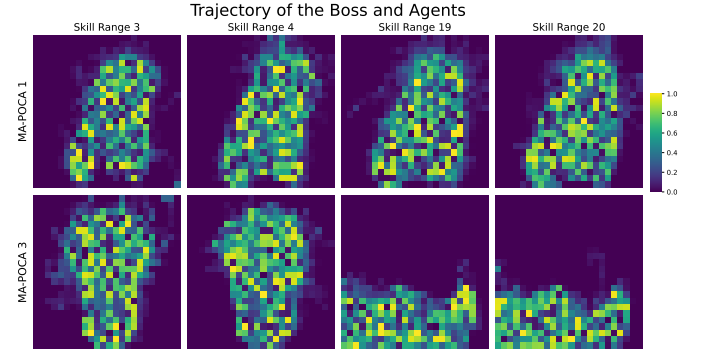 Trajectory of the Boss and Agents
Skill Range 3
Skill Range 4
Skill Range 19
Skill Range 20
MA-POCA 1
MA-POCA 3
1.0
0.8
0.6
0.4
0.2
0.0